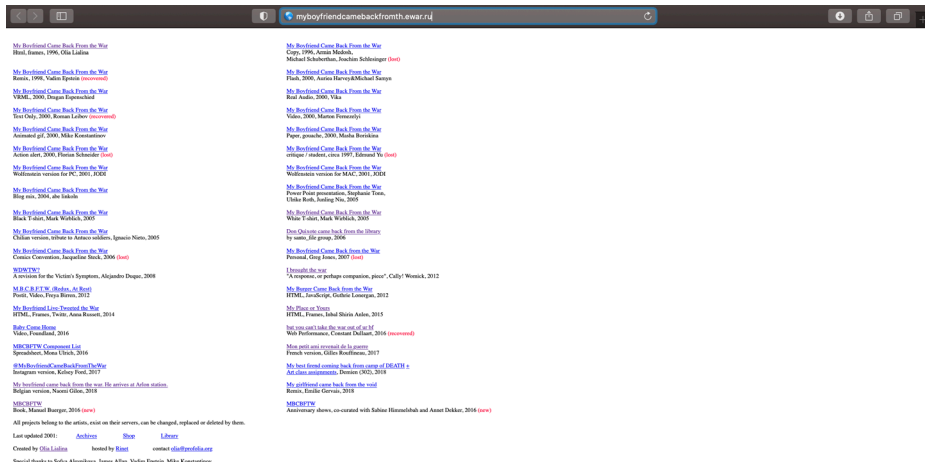 myboyfriendcamebackfromth.ewar.ru
My Boyfriend Came Back From the War
Html, frames, 1996, Olia Lialina
My Boyfriend Came Back From the War
Remix, 1998, Vadim Epstein (recovered)
My Boyfriend Came Back From the War
VRML, 2000, Dragan Espenschied
My Boyfriend Came Back From the War
Text Only, 2000, Roman Leibov (recovered)
My Boyfriend Came Back From the War
Animated gif, 2000, Mike Konstantinov
My Boyfriend Came Back From the War
Action alert, 2000, Florian Schneider (lost)
My Boyfriend Came Back From the War
Wolfenstein version for PC, 2001, JODI
My Boyfriend Came Back From the War
Blog mix, 2004, abe linkoln
My Boyfriend Came Back From the War
Black T-shirt, Mark Wirblich, 2005
My Boyfriend Came Back From the War
Chilian version, tribute to Antuco soldiers, Ignacio Nieto, 2005
My Boyfriend Came Back From the War
Comics Convention, Jacqueline Steck, 2006 (lost)
WDWTW?
A revision for the Victim's Symptom, Alejandro Duque, 2008
M.B.C.B.F.T.W. (Redux, At Rest)
Postit, Video, Freya Birren, 2012
My Boyfriend Live-Tweeted the War
HTML, Frames, Twittr, Anna Russett, 2014
Baby Come Home
Video, Foundland, 2016
MBCBFTW Component List
Spreadsheet, Mona Ulrich, 2016
@MyBoyfriendCameBackFromTheWar
Instagram version, Kelsey Ford, 2017
My boyfriend came back from the war. He arrives at Arlon station.
Belgian version, Naomi Gilon, 2018
MBCBFTW
Book, Manuel Buerger, 2016 (new)
My Boyfriend Came Back From the War
Copy, 1996, Armin Medosh,
Michael Schuberthan, Joachim Schlesinger (lost)
My Boyfriend Came Back From the War
Flash, 2000, Auriea Harvey&Michael Samyn
My Boyfriend Came Back From the War
Real Audio, 2000, Vika
My Boyfriend Came Back From the War
Video, 2000, Marton Fernezelyi
My Boyfriend Came Back From the War
Paper, gouache, 2000, Masha Boriskina
My Boyfriend Came Back From the War
critique / student, circa 1997, Edmund Yu (lost)
My Boyfriend Came Back From the War
Wolfenstein version for MAC, 2001, JODI
My Boyfriend Came Back From the War
Power Point presentation, Stephanie Tonn,
Ulrike Roth, Junling Niu, 2005
My Boyfriend Came Back From the War
White T-shirt, Mark Wirblich, 2005
Don Quixote came back from the library
by santo_file group, 2006
My Boyfriend Came Back from the War
Personal, Greg Jones, 2007 (lost)
I brought the war
"A response, or perhaps companion, piece", Cally! Womick, 2012
My Burger Came Back from the War
HTML, JavaScript, Guthrie Lonergan, 2012
My Place or Yours
HTML, Frames, Inbal Shirin Anlen, 2015
but you can't take the war out of ur bf
Web Performance, Constant Dullaart, 2016 (recovered)
Mon petit ami revenait de la guerre
French version, Gilles Rouffineau, 2017
My best firend coming back from camp of DEATH +
Art class assignments, Demien (302), 2018
My girlfriend came back from the void
Remix, Emilie Gervais, 2018
MBCBFTW
Anniversary shows, co-curated with Sabine Himmelsbah and Annet Dekker, 2016 (new)
All projects belong to the artists, exist on their servers, can be changed, replaced or deleted by them.
Last updated 2001: Archives Shop Library
Created by Olia Lialina hosted by Rinet contact olia@profolia.org
Special thanks to Sofya Aleynikova, James Allan, Vadim Epstein, Mike Konstantinov